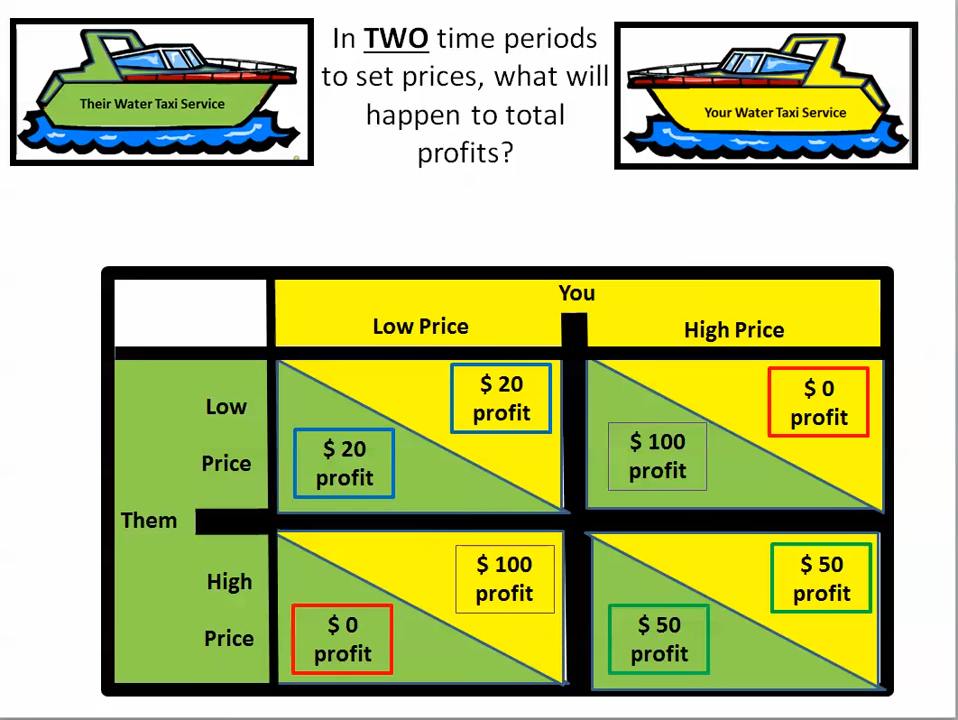 Their Water Taxi Service
In TWO time periods
to set prices, what will
happen to total
profits?
Your Water Taxi Service
You
Low Price
High Price
Low
Price
$ 20
profit
$ 20
profit
$ 100
profit
$ 0
profit
Them
High
Price
$ 0
profit
$ 100
profit
$ 50
profit
$ 50
profit